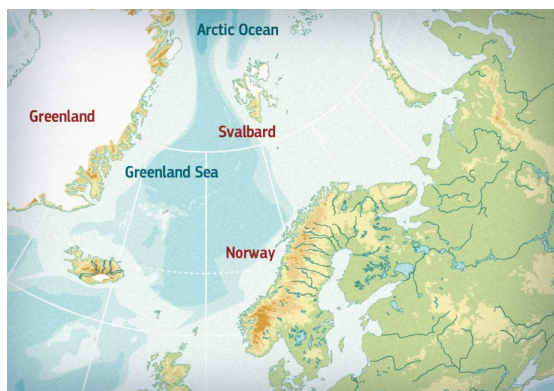 Arctic Ocean
Greenland
Svalbard
Greenland Sea
Norway